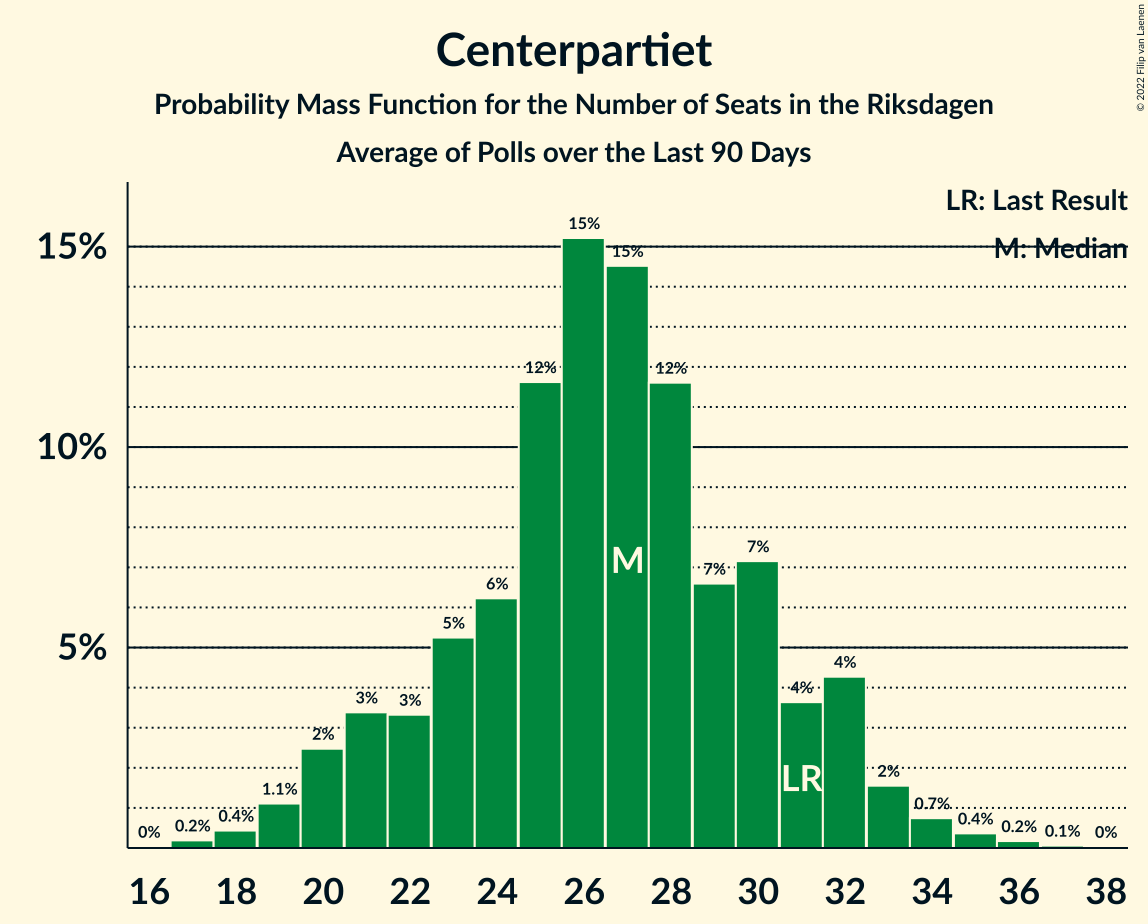 Centerpartiet
Probability Mass Function for the Number of Seats in the Riksdagen
Average of Polls over the Last 90 Days
© 2022 Filip van Laenen
LR: Last Result
M: Median
15%
10%
5%
0%
0.2%
0.4%
1.1%
2%
3%
3%
5%
6%
12%
15%
15%
12%
7%
7%
4%
4%
2%
0.7%
0.4%
0.2%
0.1%
0%
M
LR
16 18 20 22 24 26 28 30 32 34 36 38